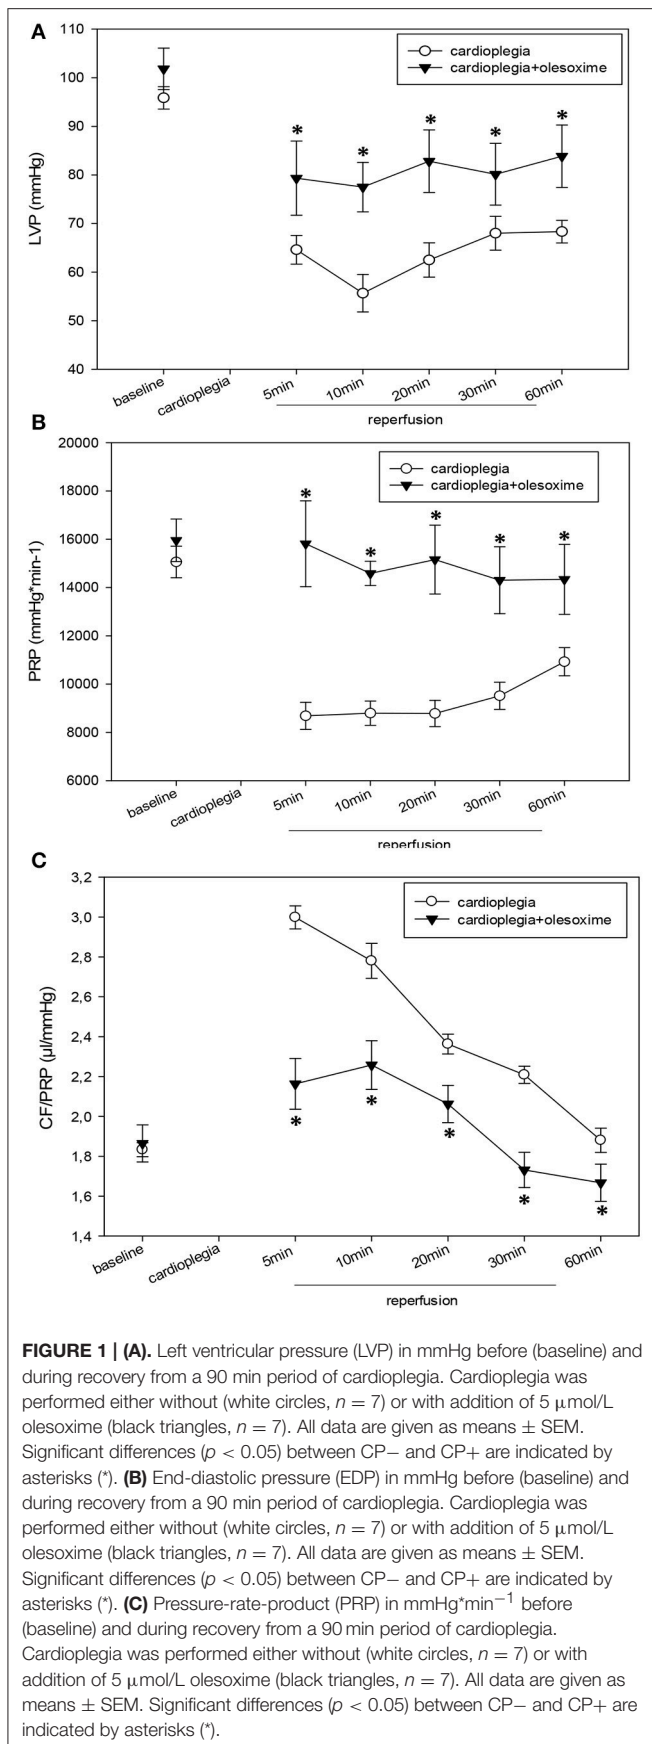 A
110
100
90
80
70
60
50
40
LVP (mmHg)
cardioplegia
cardioplegia+olesoxime
* * * * *
baseline cardioplegia 5min 10min 20min 30min 60min
reperfusion
B
20000
18000
16000
14000
12000
10000
8000
6000
PRP (mmHg*min-1)
cardioplegia
cardioplegia+olesoxime
* * * * *
baseline cardioplegia 5min 10min 20min 30min 60min
reperfusion
C
3,2
3,0
2,8
2,6
2,4
2,2
2,0
1,8
1,6
1,4
CF/PRP (µl/mmHg)
cardioplegia
cardioplegia+olesoxime
* * * * *
baseline cardioplegia 5min 10min 20min 30min 60min
reperfusion
FIGURE 1 | (A). Left ventricular pressure (LVP) in mmHg before (baseline) and
during recovery from a 90 min period of cardioplegia. Cardioplegia was
performed either without (white circles, n = 7) or with addition of 5 µmol/L
olesoxime (black triangles, n = 7). All data are given as means ± SEM.
Significant differences (p < 0.05) between CP− and CP+ are indicated by
asterisks (*). (B) End-diastolic pressure (EDP) in mmHg before (baseline) and
during recovery from a 90 min period of cardioplegia. Cardioplegia was
performed either without (white circles, n = 7) or with addition of 5 µmol/L
olesoxime (black triangles, n = 7). All data are given as means ± SEM.
Significant differences (p < 0.05) between CP− and CP+ are indicated by
asterisks (*). (C) Pressure-rate-product (PRP) in mmHg*min−1 before
(baseline) and during recovery from a 90 min period of cardioplegia.
Cardioplegia was performed either without (white circles, n = 7) or with
addition of 5 µmol/L olesoxime (black triangles, n = 7). All data are given as
means ± SEM. Significant differences (p < 0.05) between CP− and CP+ are
indicated by asterisks (*).